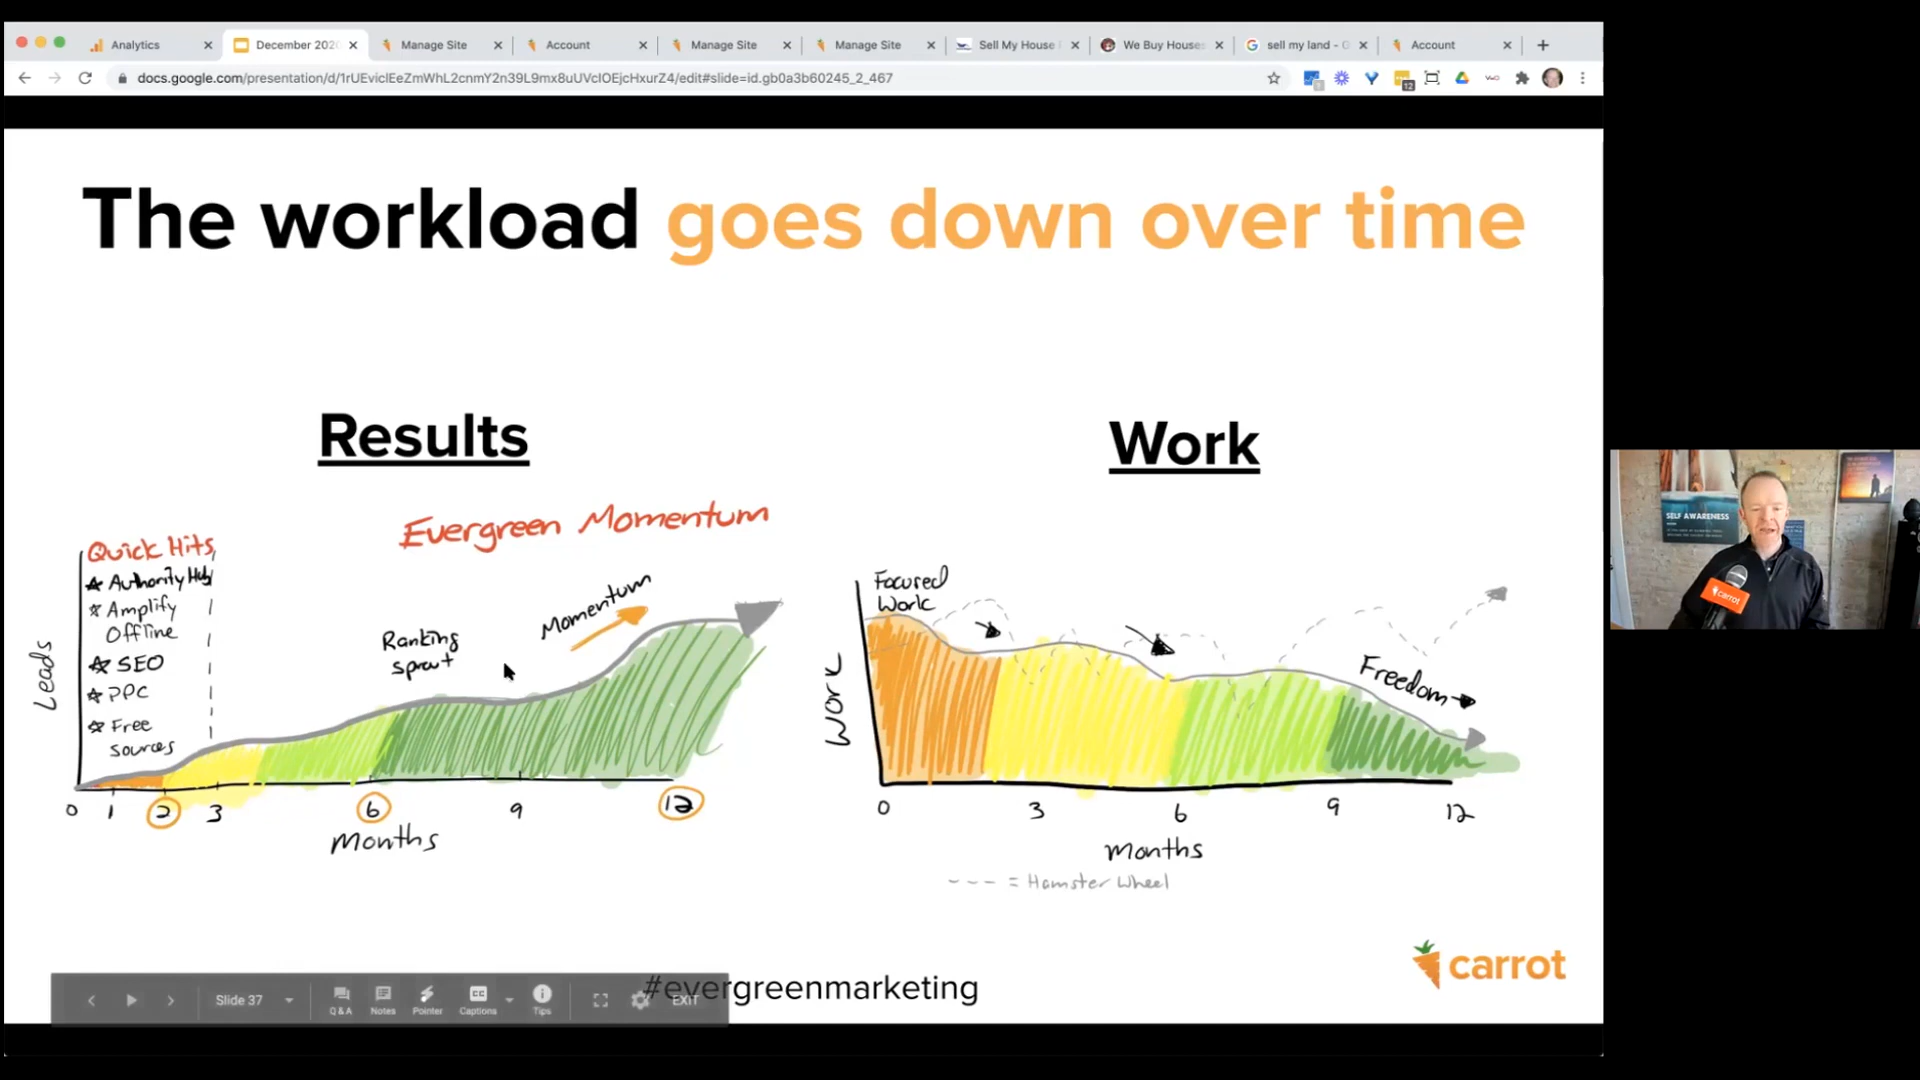 Analytics
December 202
Manage Site
Account
Manage Site
Manage Site
Sell My House
We Buy Houses
sell my land - G
Account
docs.google.com/presentation/d/1rUEviclEeZmWhL2cnmY2n39L9mx8uUVclOEjcHxurZ4/edit#slide=id.gb0a3b60245_2_467
12
The workload goes down over time
Results
Work
Evergreen Momentum
Quick Hits
Authority Hub
Amplify
Offline
SEO
PPC
Free
Sources
Leads
Ranking
sprout
Momentum
0 1 2 3 6 9 12
Months
Focused
Work
Work
Freedom
0 3 6 9 12
Months
--- = Hamster Wheel
SELF AWARENESS
carrot
carrot
#evergreenmarketing
Slide 37
Q&A
Notes
Pointer
CC
Captions
Tips
EXIT